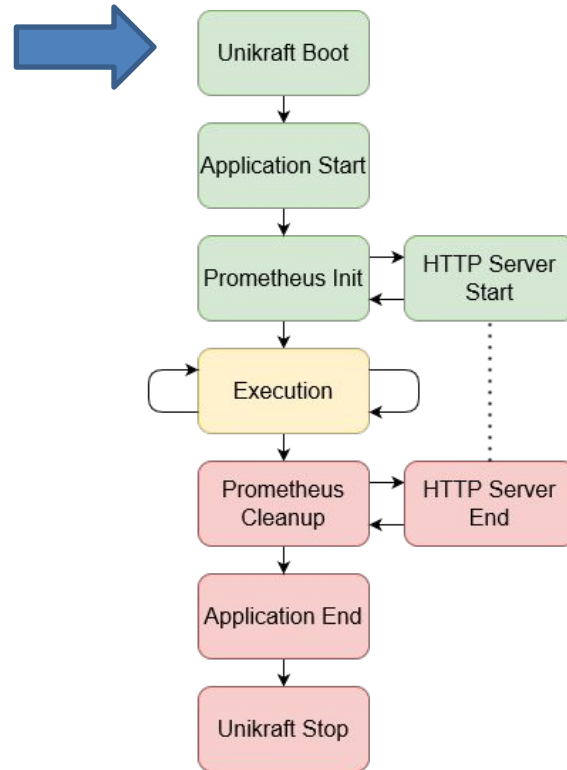 Unikraft Boot
Application Start
Prometheus Init
HTTP Server
Start
Execution
Prometheus
Cleanup
HTTP Server
End
Application End
Unikraft Stop